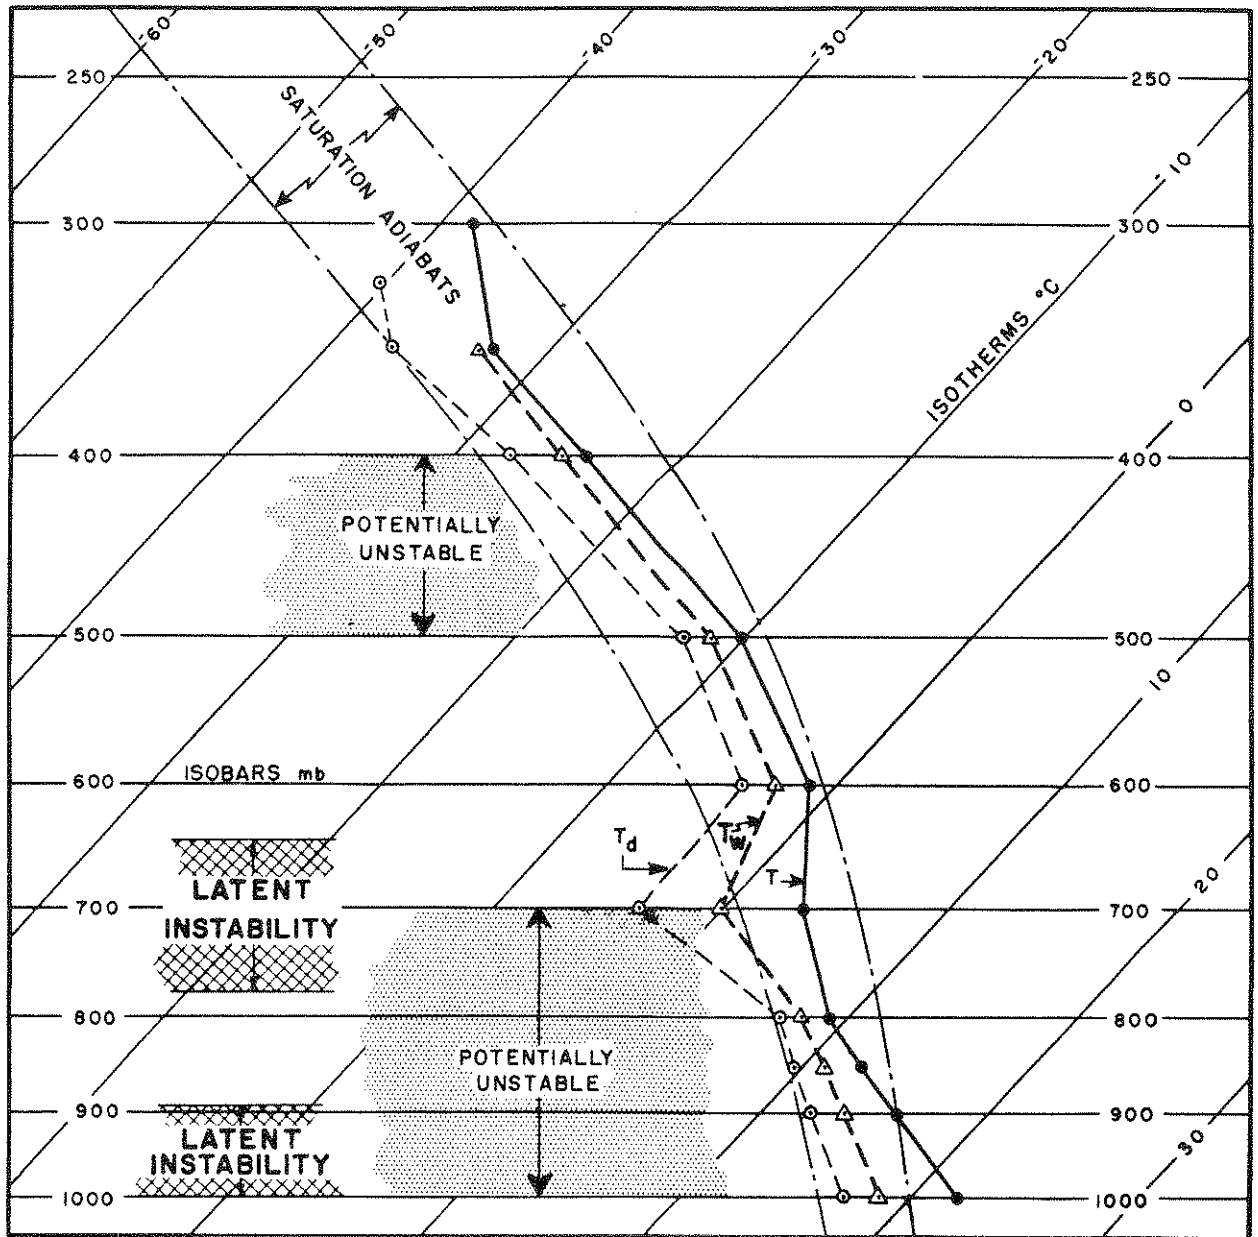 -60
-50
-40
-30
-20
250
250
SATURATION ADIABATS
-10
300
300
ISOTHERMS °C
0
400
400
POTENTIALLY
UNSTABLE
500
500
10
600
ISOBARS mb
600
Td
Tw
T
LATENT
INSTABILITY
20
700
700
800
800
POTENTIALLY
UNSTABLE
900
900
LATENT
INSTABILITY
30
1000
1000